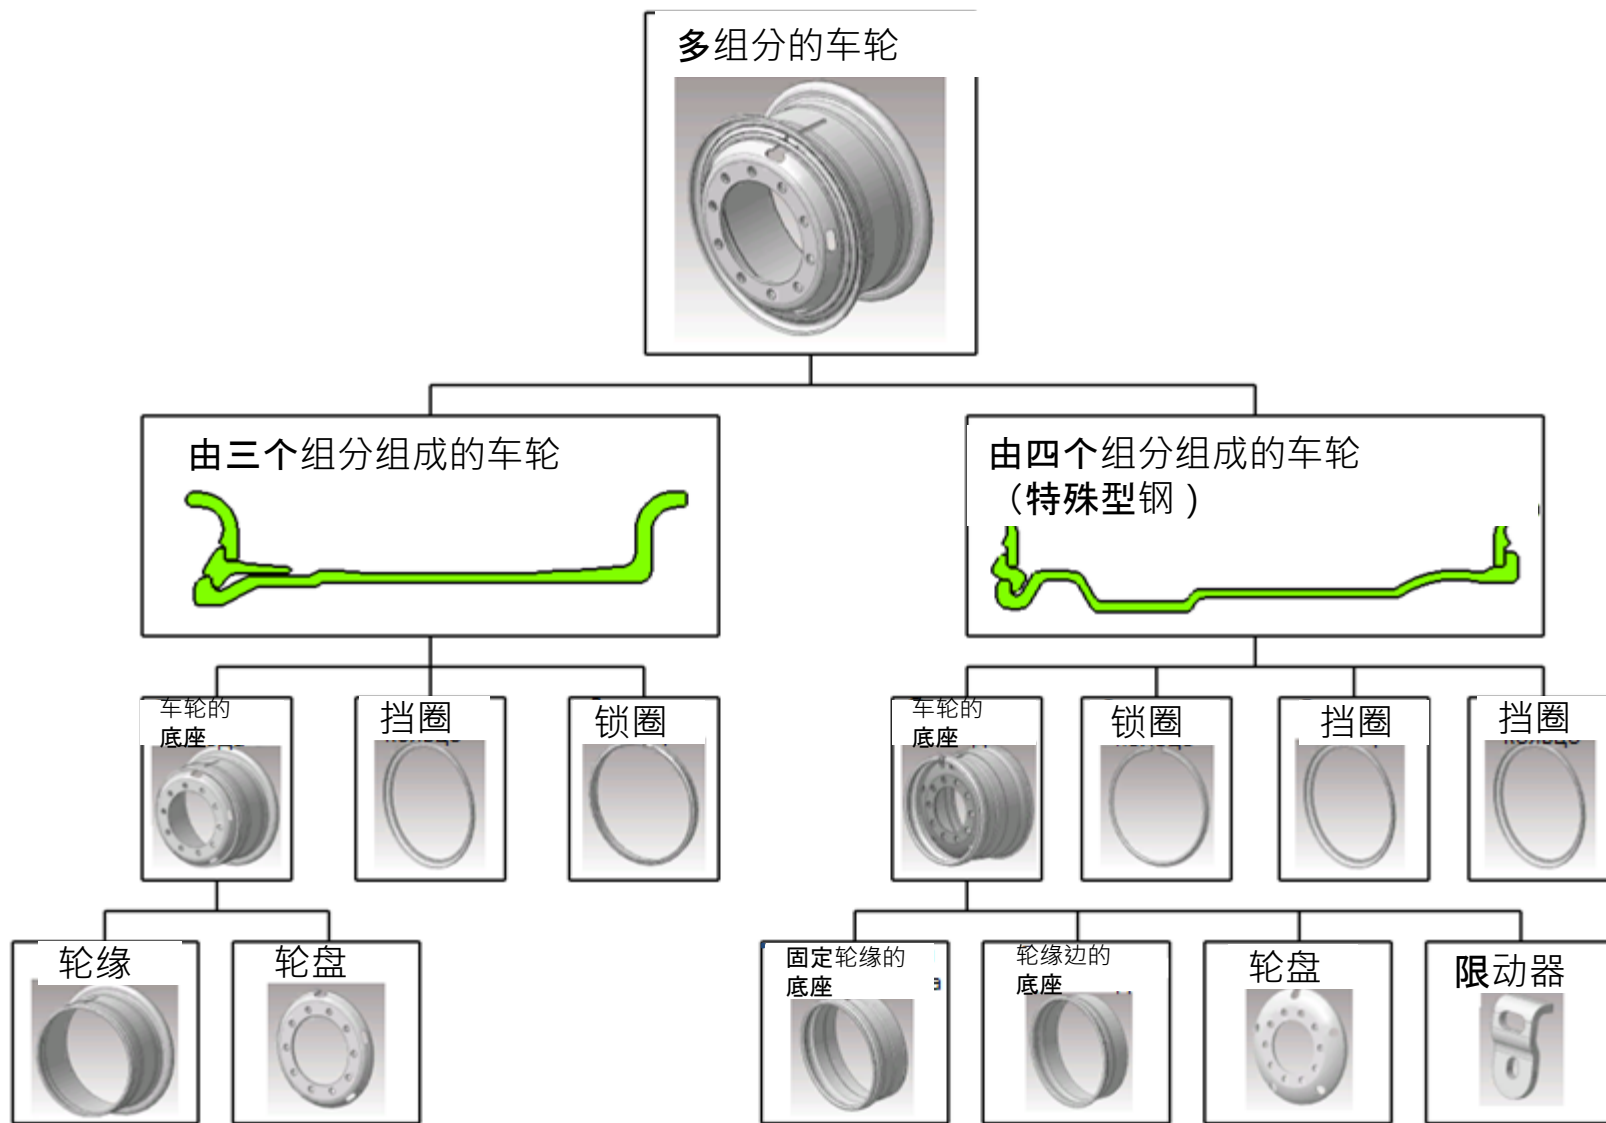 多组分的车轮
由三个组分组成的车轮
由四个组分组成的车轮
（特殊型钢）
车轮的
底座
挡圈
锁圈
车轮的
底座
锁圈
挡圈
挡圈
轮缘
轮盘
固定轮缘的
底座
轮缘边的
底座
轮盘
限动器